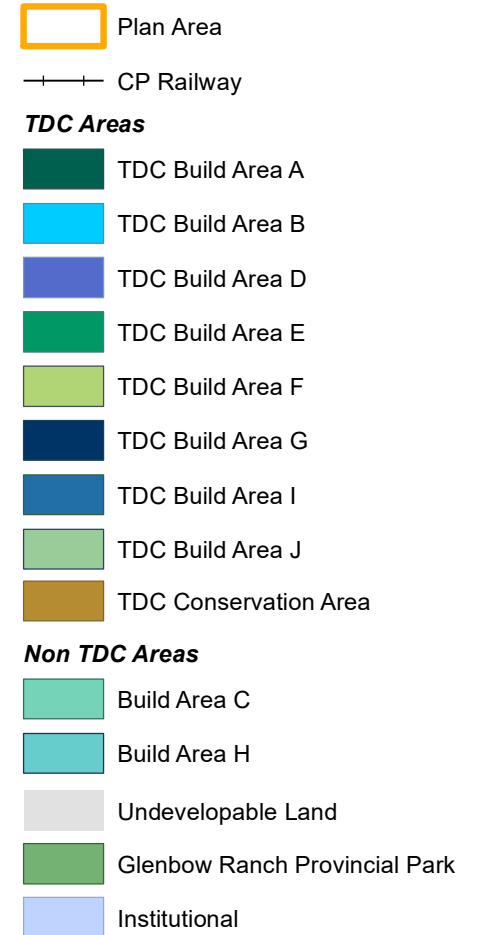 Plan Area
CP Railway
TDC Areas
TDC Build Area A
TDC Build Area B
TDC Build Area D
TDC Build Area E
TDC Build Area F
TDC Build Area G
TDC Build Area I
TDC Build Area J
TDC Conservation Area
Non TDC Areas
Build Area C
Build Area H
Undevelopable Land
Glenbow Ranch Provincial Park
Institutional